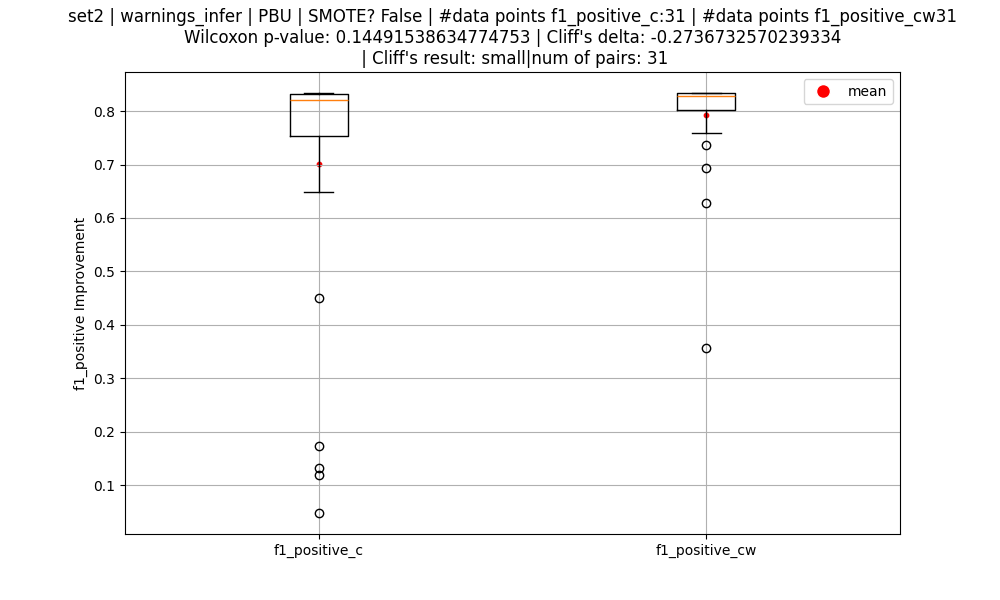 set2 | warnings_infer | PBU | SMOTE? False | #data points f1_positive_c:31 | #data points f1_positive_cw31
Wilcoxon p-value: 0.14491538634774753 | Cliff's delta: -0.2736732570239334
| Cliff's result: small|num of pairs: 31
mean
0.8
0.7
0.6
0.5
0.4
0.3
0.2
0.1
f1_positive Improvement
f1_positive_c
f1_positive_cw